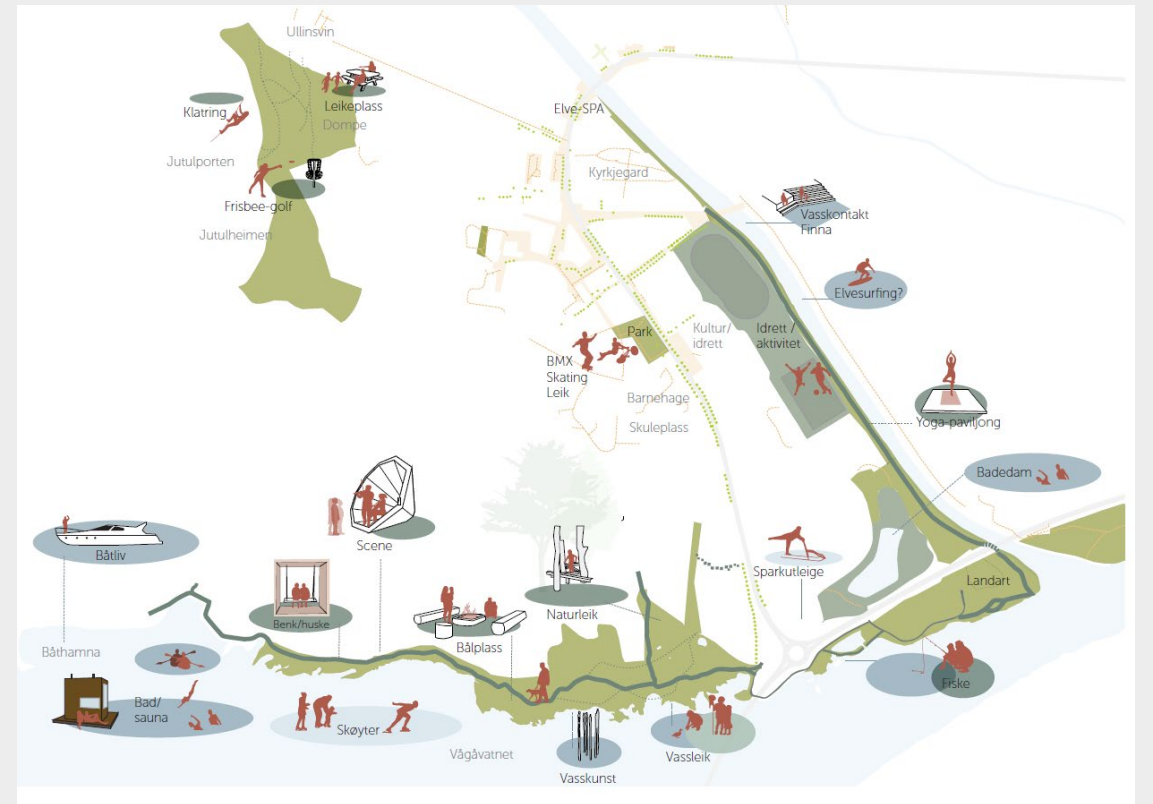 Ullinsvin
Klatring
Leikeplass
Dompe
Jutulporten
Frisbee-golf
Jutulheimen
Elve-SPA
Kyrkjegard
Vasskontakt
Finna
Elvesurfing?
Park
Kultur/
idrett
Idrett /
aktivitet
BMX
Skating
Leik
Barnehage
Skuleplass
Yoga-paviljong
Badedam
Båtliv
Scene
Sparkutleige
Landart
Benk/huske
Naturleik
Bålplass
Båthamna
Bad/
sauna
Skøyter
Fiske
Vågåvatnet
Vassleik
Vasskunst